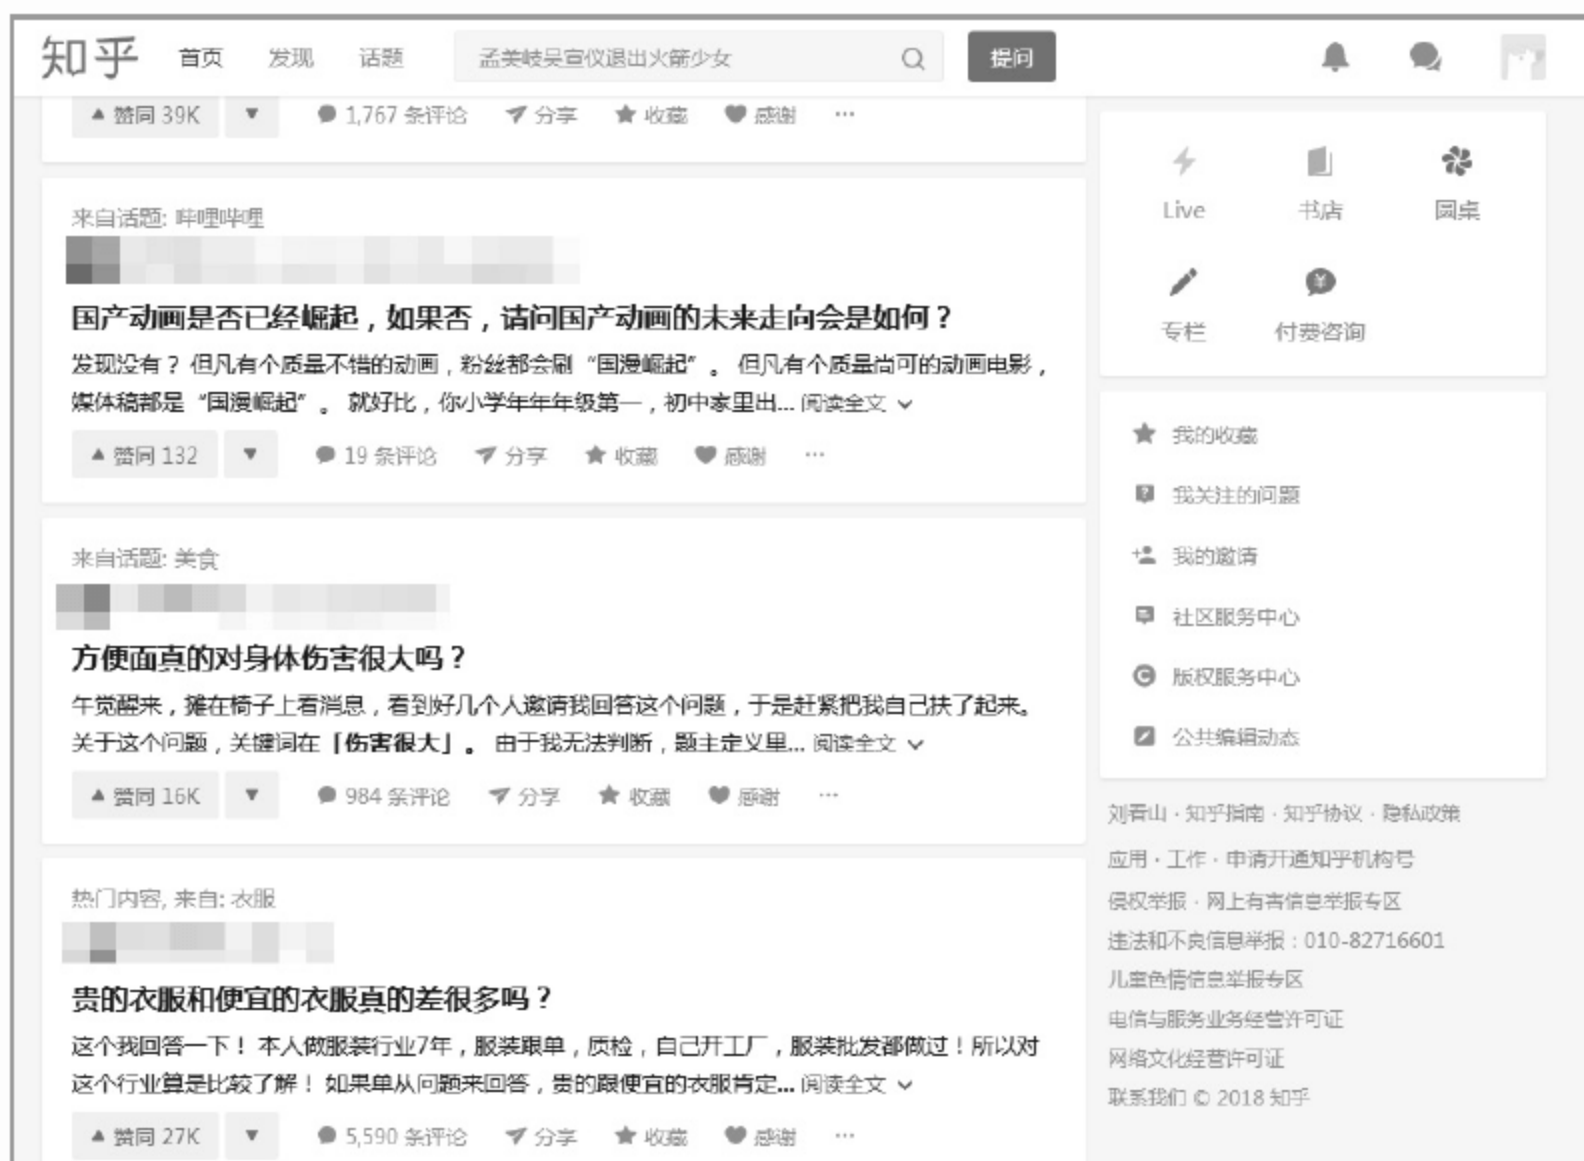 知乎 首页 发现 话题 孟美岐吴宣仪退出火箭少女 提问
赞同 39K 1,767 条评论 分享 收藏 感谢 ···
来自话题: 哔哩哔哩
国产动画是否已经崛起，如果否，请问国产动画的未来走向会是如何？
发现没有？ 但凡有个质量不错的动画，粉丝都会刷“国漫崛起”。 但凡有个质量尚可的动画电影，
媒体稿都是“国漫崛起”。 就好比，你小学年年年级第一，初中家里出... 阅读全文
赞同 132 19 条评论 分享 收藏 感谢 ···
来自话题: 美食
方便面真的对身体伤害很大吗？
午觉醒来，摊在椅子上看消息，看到好几个人邀请我回答这个问题，于是赶紧把我自己扶了起来。
关于这个问题，关键词在「伤害很大」。 由于我无法判断，题主定义里... 阅读全文
赞同 16K 984 条评论 分享 收藏 感谢 ···
热门内容, 来自: 衣服
贵的衣服和便宜的衣服真的差很多吗？
这个我回答一下！ 本人做服装行业7年，服装跟单，质检，自己开工厂，服装批发都做过！所以对
这个行业算是比较了解！ 如果单从问题来回答，贵的跟便宜的衣服肯定... 阅读全文
赞同 27K 5,590 条评论 分享 收藏 感谢 ···
Live 书店 圆桌
专栏 付费咨询
我的收藏
我关注的问题
我的邀请
社区服务中心
版权服务中心
公共编辑动态
刘看山 · 知乎指南 · 知乎协议 · 隐私政策
应用 · 工作 · 申请开通知乎机构号
侵权举报 · 网上有害信息举报专区
违法和不良信息举报：010-82716601
儿童色情信息举报专区
电信与服务业务经营许可证
网络文化经营许可证
联系我们 © 2018 知乎